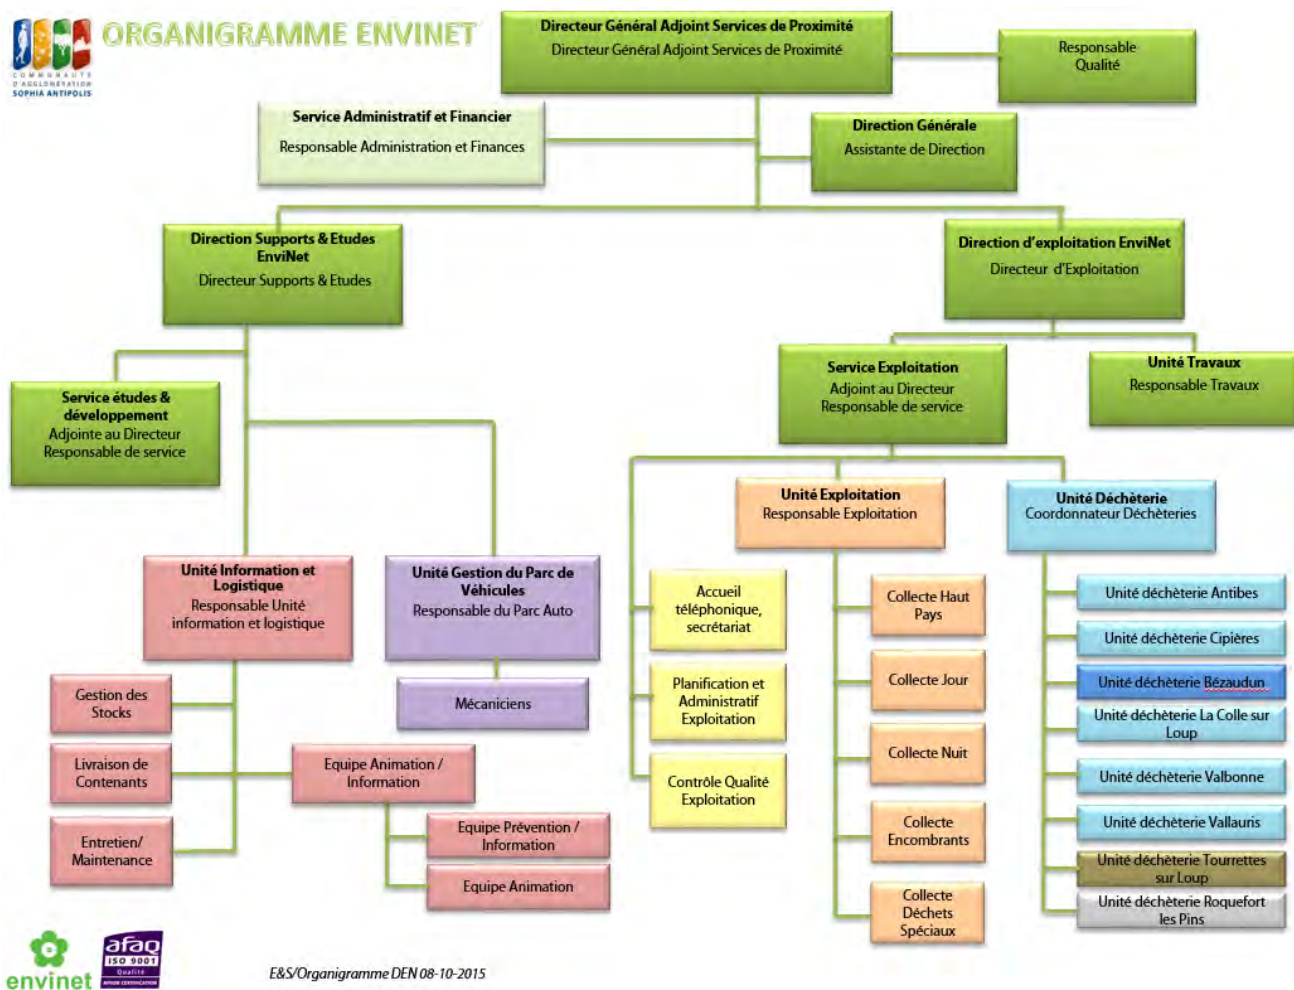 ORGANIGRAMME ENVINET
COMMUNAUTÉ
D'AGGLOMÉRATION
SOPHIA ANTIPOLIS
Directeur Général Adjoint Services de Proximité
Directeur Général Adjoint Services de Proximité
Responsable
Qualité
Service Administratif et Financier
Responsable Administration et Finances
Direction Générale
Assistante de Direction
Direction Supports & Etudes
EnviNet
Directeur Supports & Etudes
Direction d'exploitation EnviNet
Directeur d'Exploitation
Service études &
développement
Adjointe au Directeur
Responsable de service
Service Exploitation
Adjoint au Directeur
Responsable de service
Unité Travaux
Responsable Travaux
Unité Exploitation
Responsable Exploitation
Unité Déchèterie
Coordonnateur Déchèteries
Unité Information et
Logistique
Responsable Unité
information et logistique
Unité Gestion du Parc de
Véhicules
Responsable du Parc Auto
Mécaniciens
Gestion des
Stocks
Livraison de
Contenants
Entretien/
Maintenance
Equipe Animation /
Information
Equipe Prévention /
Information
Equipe Animation
Accueil
téléphonique,
secrétariat
Planification et
Administratif
Exploitation
Contrôle Qualité
Exploitation
Collecte Haut
Pays
Collecte Jour
Collecte Nuit
Collecte
Encombrants
Collecte
Déchets
Spéciaux
Unité déchèterie Antibes
Unité déchèterie Cipières
Unité déchèterie Bézaudun
Unité déchèterie La Colle sur
Loup
Unité déchèterie Valbonne
Unité déchèterie Vallauris
Unité déchèterie Tourrettes
sur Loup
Unité déchèterie Roquefort
les Pins
envinet
afaq
ISO 9001
Qualité
AFNOR CERTIFICATION
E&S/Organigramme DEN 08-10-2015